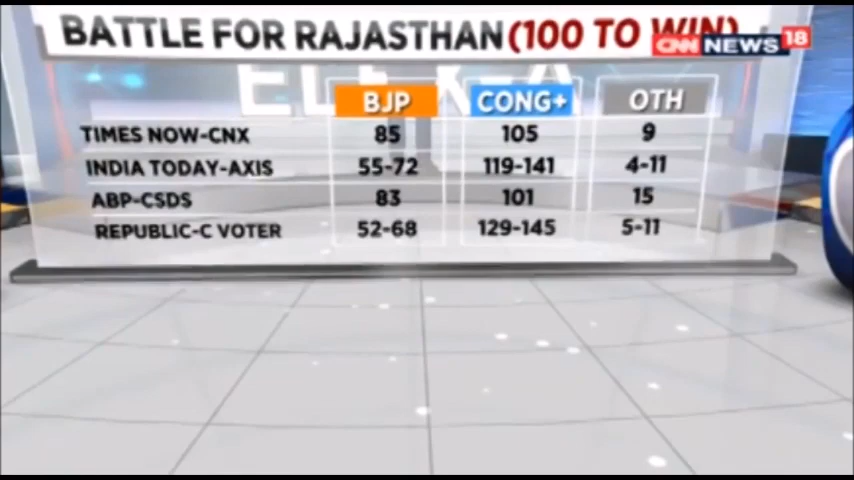 BATTLE FOR RAJASTHAN (100 TO WIN)
CNN NEWS 18
BJP CONG+ OTH
TIMES NOW-CNX 85 105 9
INDIA TODAY-AXIS 55-72 119-141 4-11
ABP-CSDS 83 101 15
REPUBLIC-C VOTER 52-68 129-145 5-11